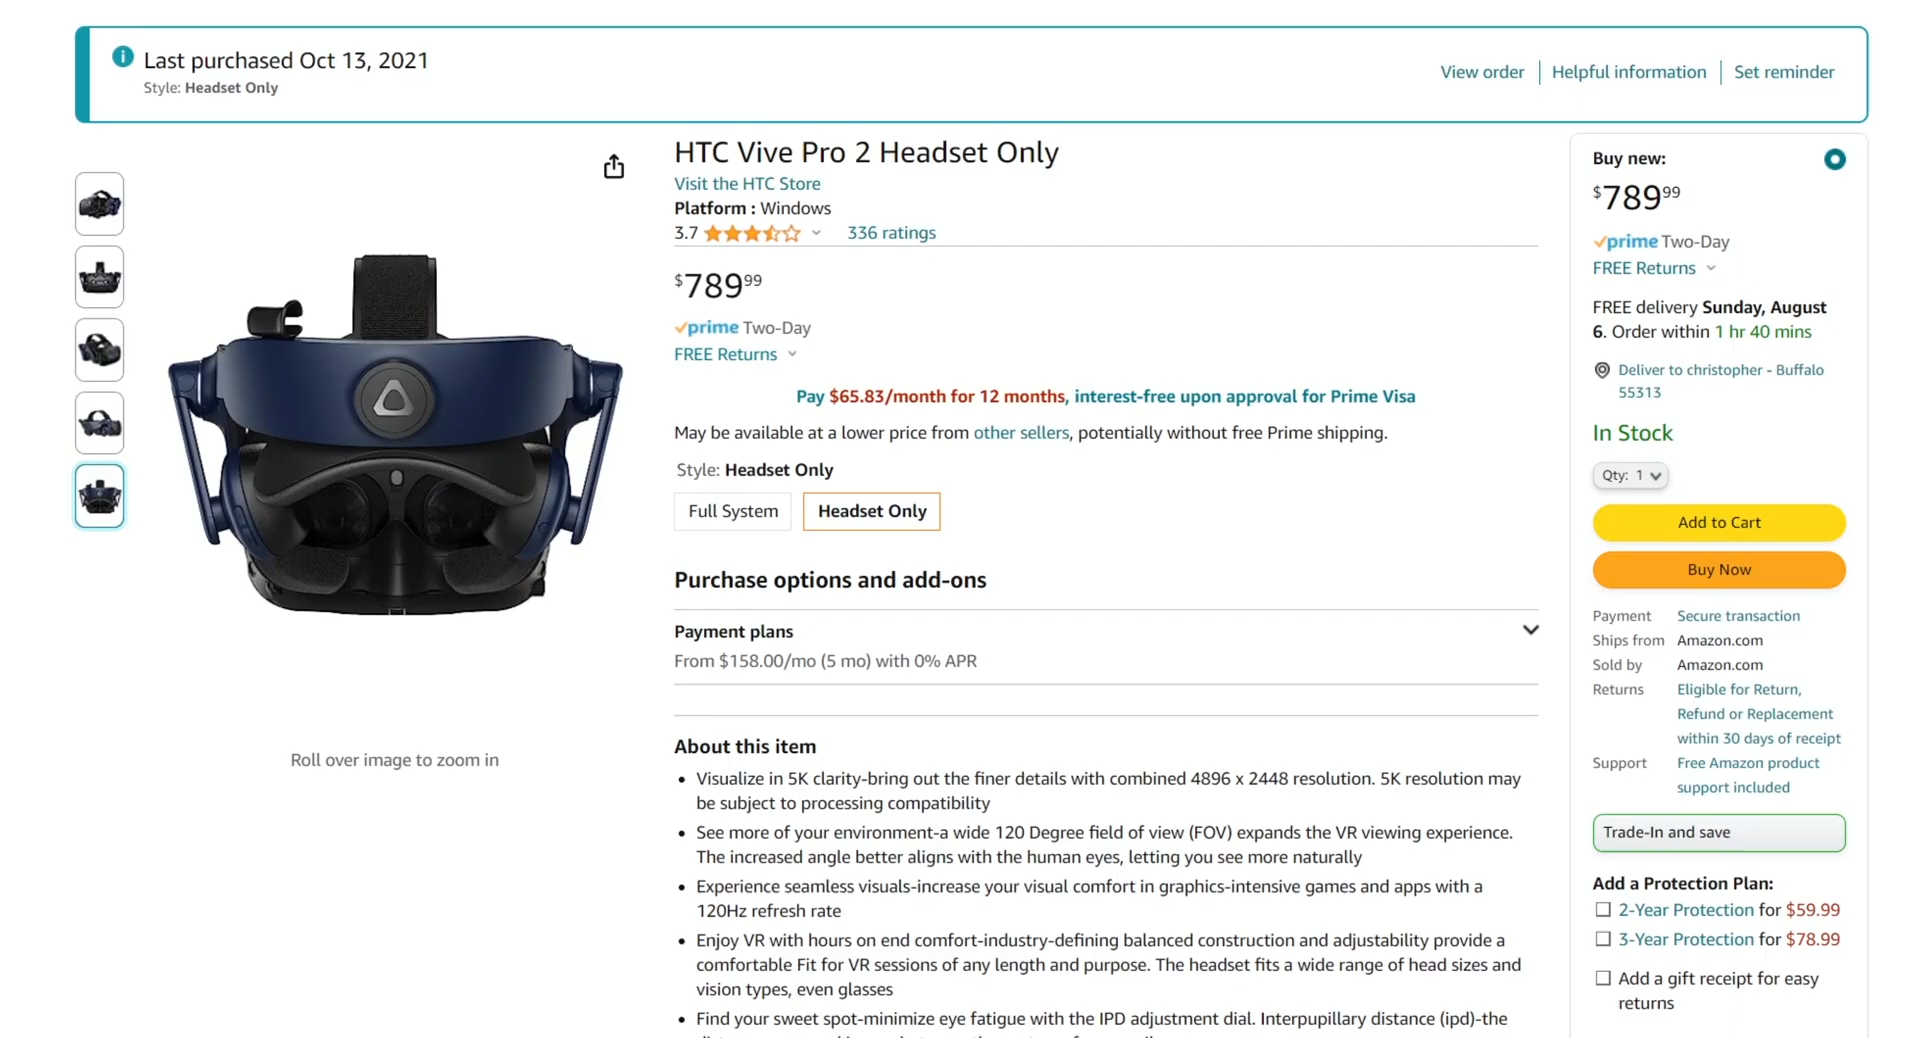 Last purchased Oct 13, 2021
Style: Headset Only
View order
Helpful information
Set reminder
HTC Vive Pro 2 Headset Only
Visit the HTC Store
Platform : Windows
3.7
336 ratings
$789.99
prime Two-Day
FREE Returns
Pay $65.83/month for 12 months, interest-free upon approval for Prime Visa
May be available at a lower price from other sellers, potentially without free Prime shipping.
Style: Headset Only
Full System
Headset Only
Purchase options and add-ons
Payment plans
From $158.00/mo (5 mo) with 0% APR
Roll over image to zoom in
About this item
• Visualize in 5K clarity-bring out the finer details with combined 4896 x 2448 resolution. 5K resolution may
be subject to processing compatibility
• See more of your environment-a wide 120 Degree field of view (FOV) expands the VR viewing experience.
The increased angle better aligns with the human eyes, letting you see more naturally
• Experience seamless visuals-increase your visual comfort in graphics-intensive games and apps with a
120Hz refresh rate
• Enjoy VR with hours on end comfort-industry-defining balanced construction and adjustability provide a
comfortable Fit for VR sessions of any length and purpose. The headset fits a wide range of head sizes and
vision types, even glasses
• Find your sweet spot-minimize eye fatigue with the IPD adjustment dial. Interpupillary distance (ipd)-the
Buy new:
$789.99
prime Two-Day
FREE Returns
FREE delivery Sunday, August
6. Order within 1 hr 40 mins
Deliver to christopher - Buffalo
55313
In Stock
Qty: 1
Add to Cart
Buy Now
Payment Secure transaction
Ships from Amazon.com
Sold by Amazon.com
Returns Eligible for Return,
Refund or Replacement
within 30 days of receipt
Support Free Amazon product
support included
Trade-In and save
Add a Protection Plan:
2-Year Protection for $59.99
3-Year Protection for $78.99
Add a gift receipt for easy
returns